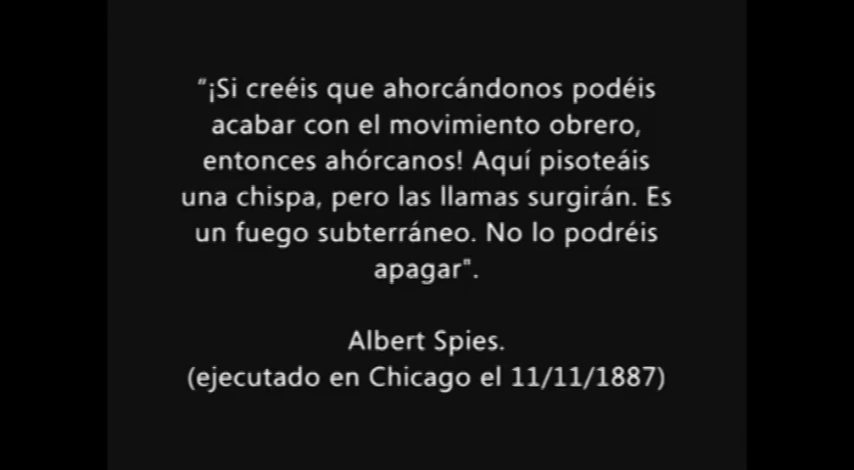 "¡Si creéis que ahorcándonos podéis
acabar con el movimiento obrero,
entonces ahórcanos! Aquí pisoteáis
una chispa, pero las llamas surgirán. Es
un fuego subterráneo. No lo podréis
apagar".
Albert Spies.
(ejecutado en Chicago el 11/11/1887)